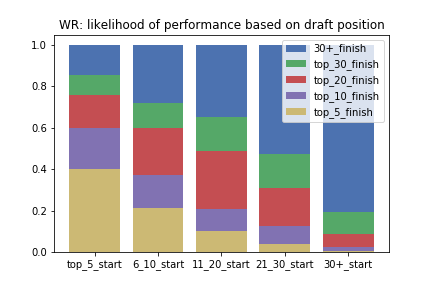 WR: likelihood of performance based on draft position
1.0
0.8
0.6
0.4
0.2
0.0
30+_finish
top_30_finish
top_20_finish
top_10_finish
top_5_finish
top_5_start
6_10_start
11_20_start
21_30_start
30+_start